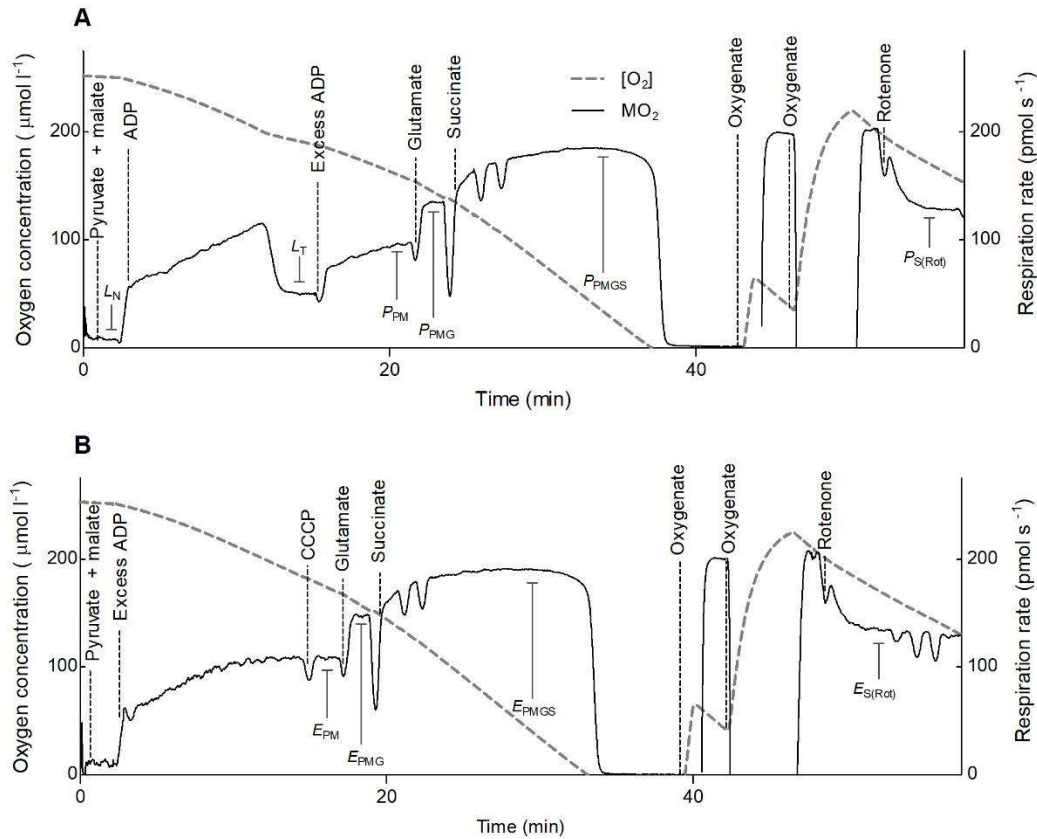 A
Oxygen concentration ( μmol l⁻¹)
200
100
0
Pyruvate + malate
ADP
Excess ADP
Glutamate
Succinate
[O₂]
MO₂
Oxygenate
Oxygenate
Rotenone
L_N
L_T
P_PM
P_PMG
P_PMGS
P_S(Rot)
200
100
0
Respiration rate (pmol s⁻¹)
0
20
40
Time (min)
B
Oxygen concentration ( μmol l⁻¹)
200
100
0
Pyruvate + malate
Excess ADP
CCCP
Glutamate
Succinate
Oxygenate
Oxygenate
Rotenone
E_PM
E_PMG
E_PMGS
E_S(Rot)
200
100
0
Respiration rate (pmol s⁻¹)
0
20
40
Time (min)